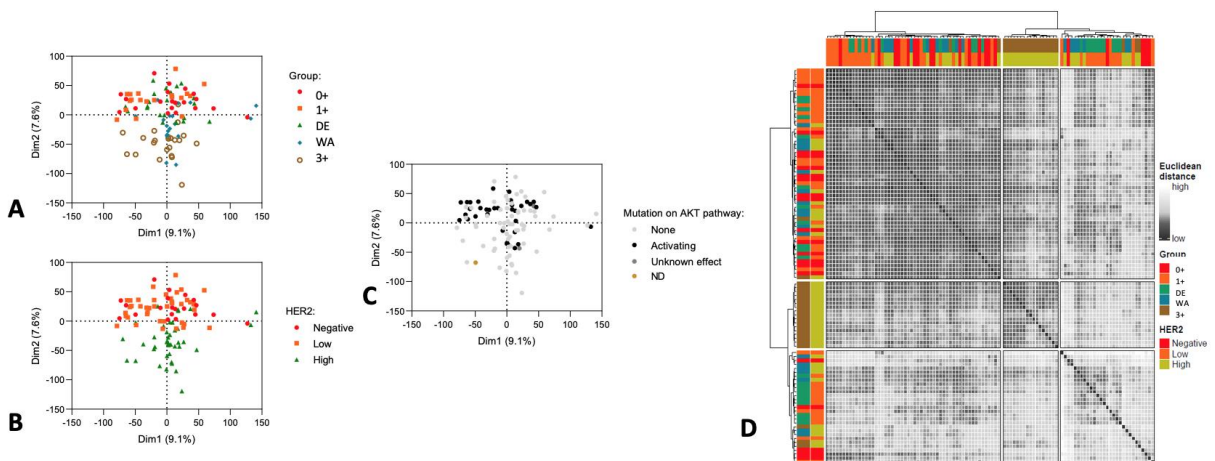 A
100
50
0
-50
-100
-150
Dim2 (7.6%)
-150 -100 -50 0 50 100 150
Dim1 (9.1%)
Group:
0+
1+
DE
WA
3+
B
100
50
0
-50
-100
-150
Dim2 (7.6%)
-150 -100 -50 0 50 100 150
Dim1 (9.1%)
HER2:
Negative
Low
High
C
100
50
0
-50
-100
-150
Dim2 (7.6%)
-150 -100 -50 0 50 100 150
Dim1 (9.1%)
Mutation on AKT pathway:
None
Activating
Unknown effect
ND
D
Euclidean
distance
high
low
Group
0+
1+
DE
WA
3+
HER2
Negative
Low
High